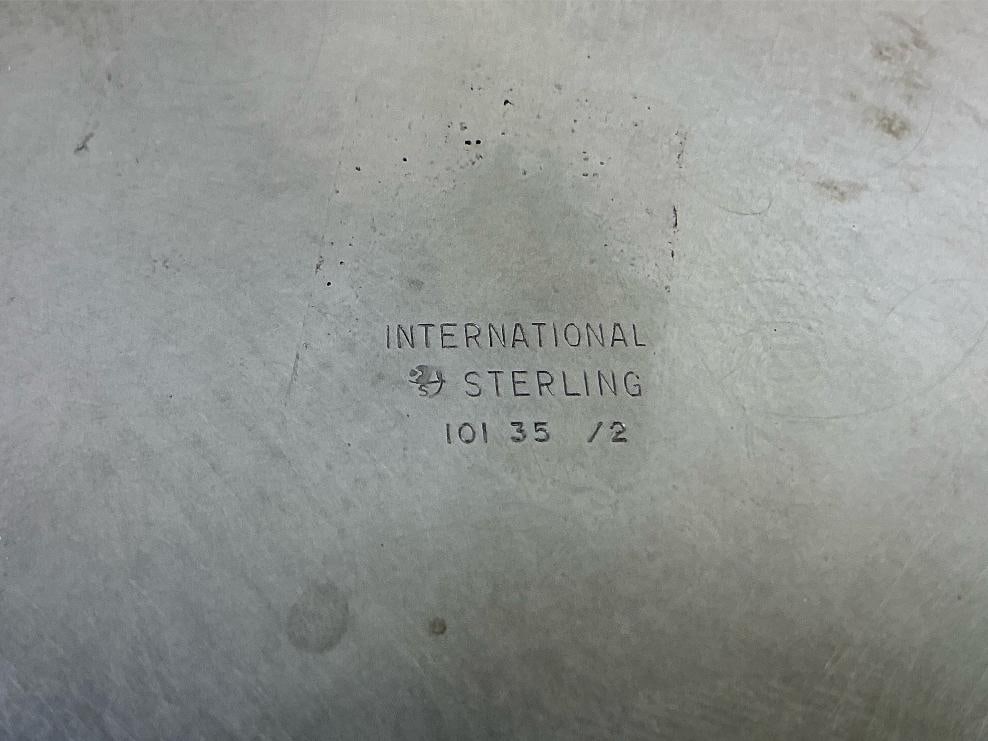 INTERNATIONAL
STERLING
101 35 /2